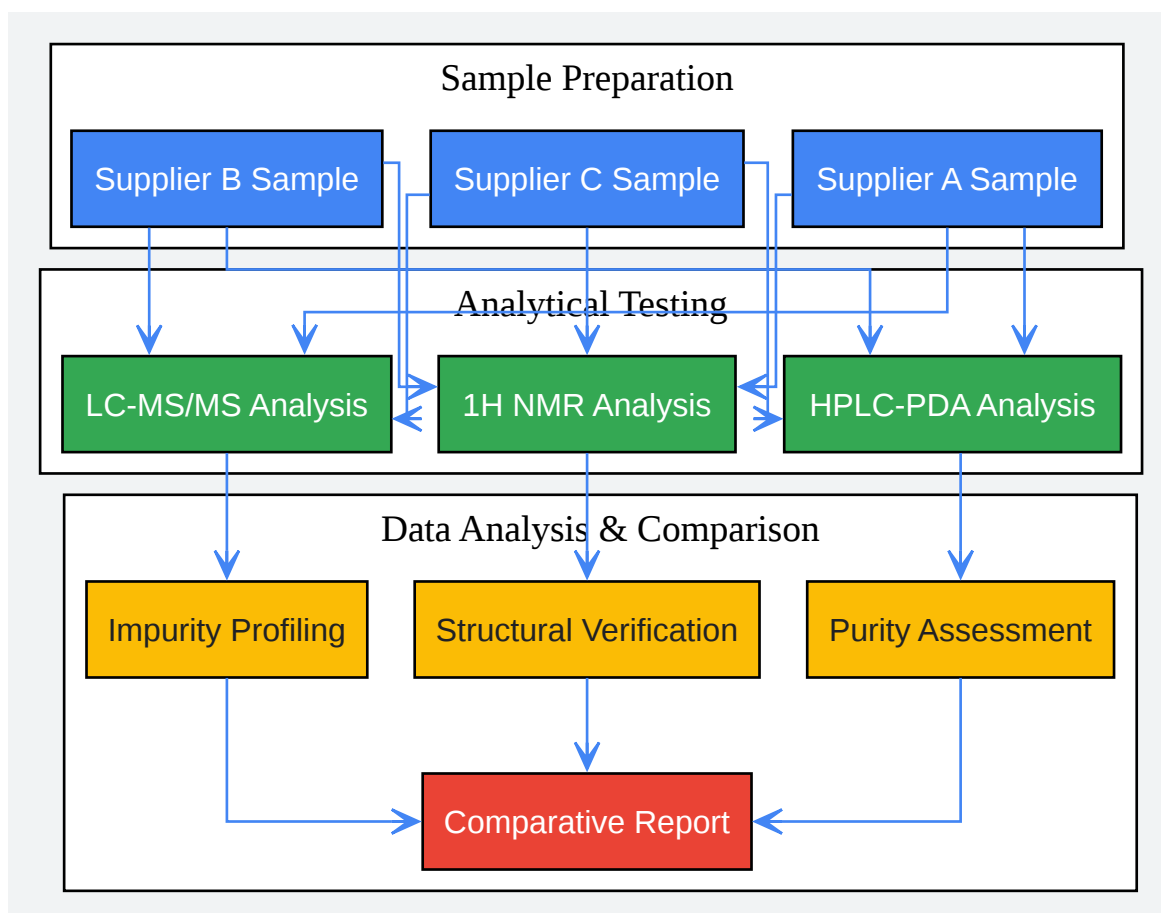 Sample Preparation
Supplier B Sample
Supplier C Sample
Supplier A Sample
Analytical Testing
LC-MS/MS Analysis
1H NMR Analysis
HPLC-PDA Analysis
Data Analysis & Comparison
Impurity Profiling
Structural Verification
Purity Assessment
Comparative Report